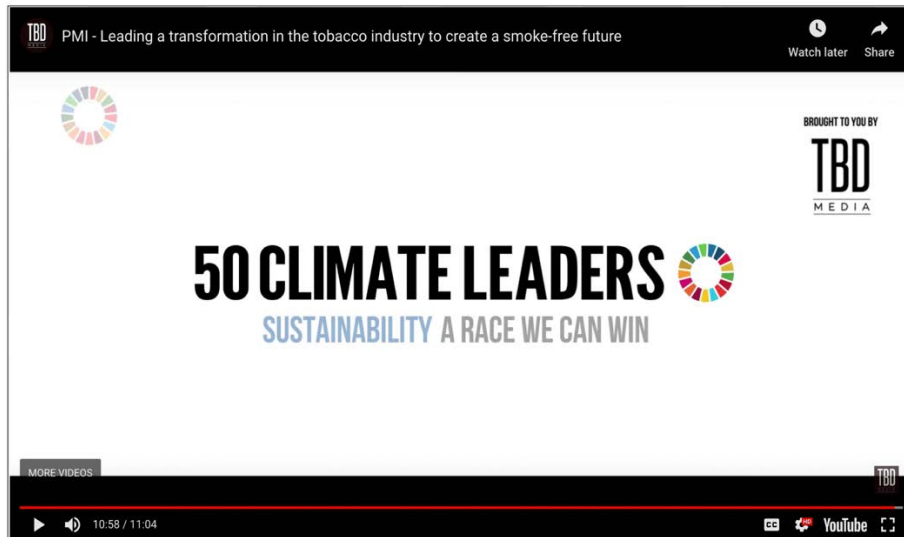 TBD
MEDIA
PMI - Leading a transformation in the tobacco industry to create a smoke-free future
Watch later
Share
BROUGHT TO YOU BY
TBD
MEDIA
50 CLIMATE LEADERS
SUSTAINABILITY A RACE WE CAN WIN
MORE VIDEOS
TBD
10:58 / 11:04
CC
HD
YouTube